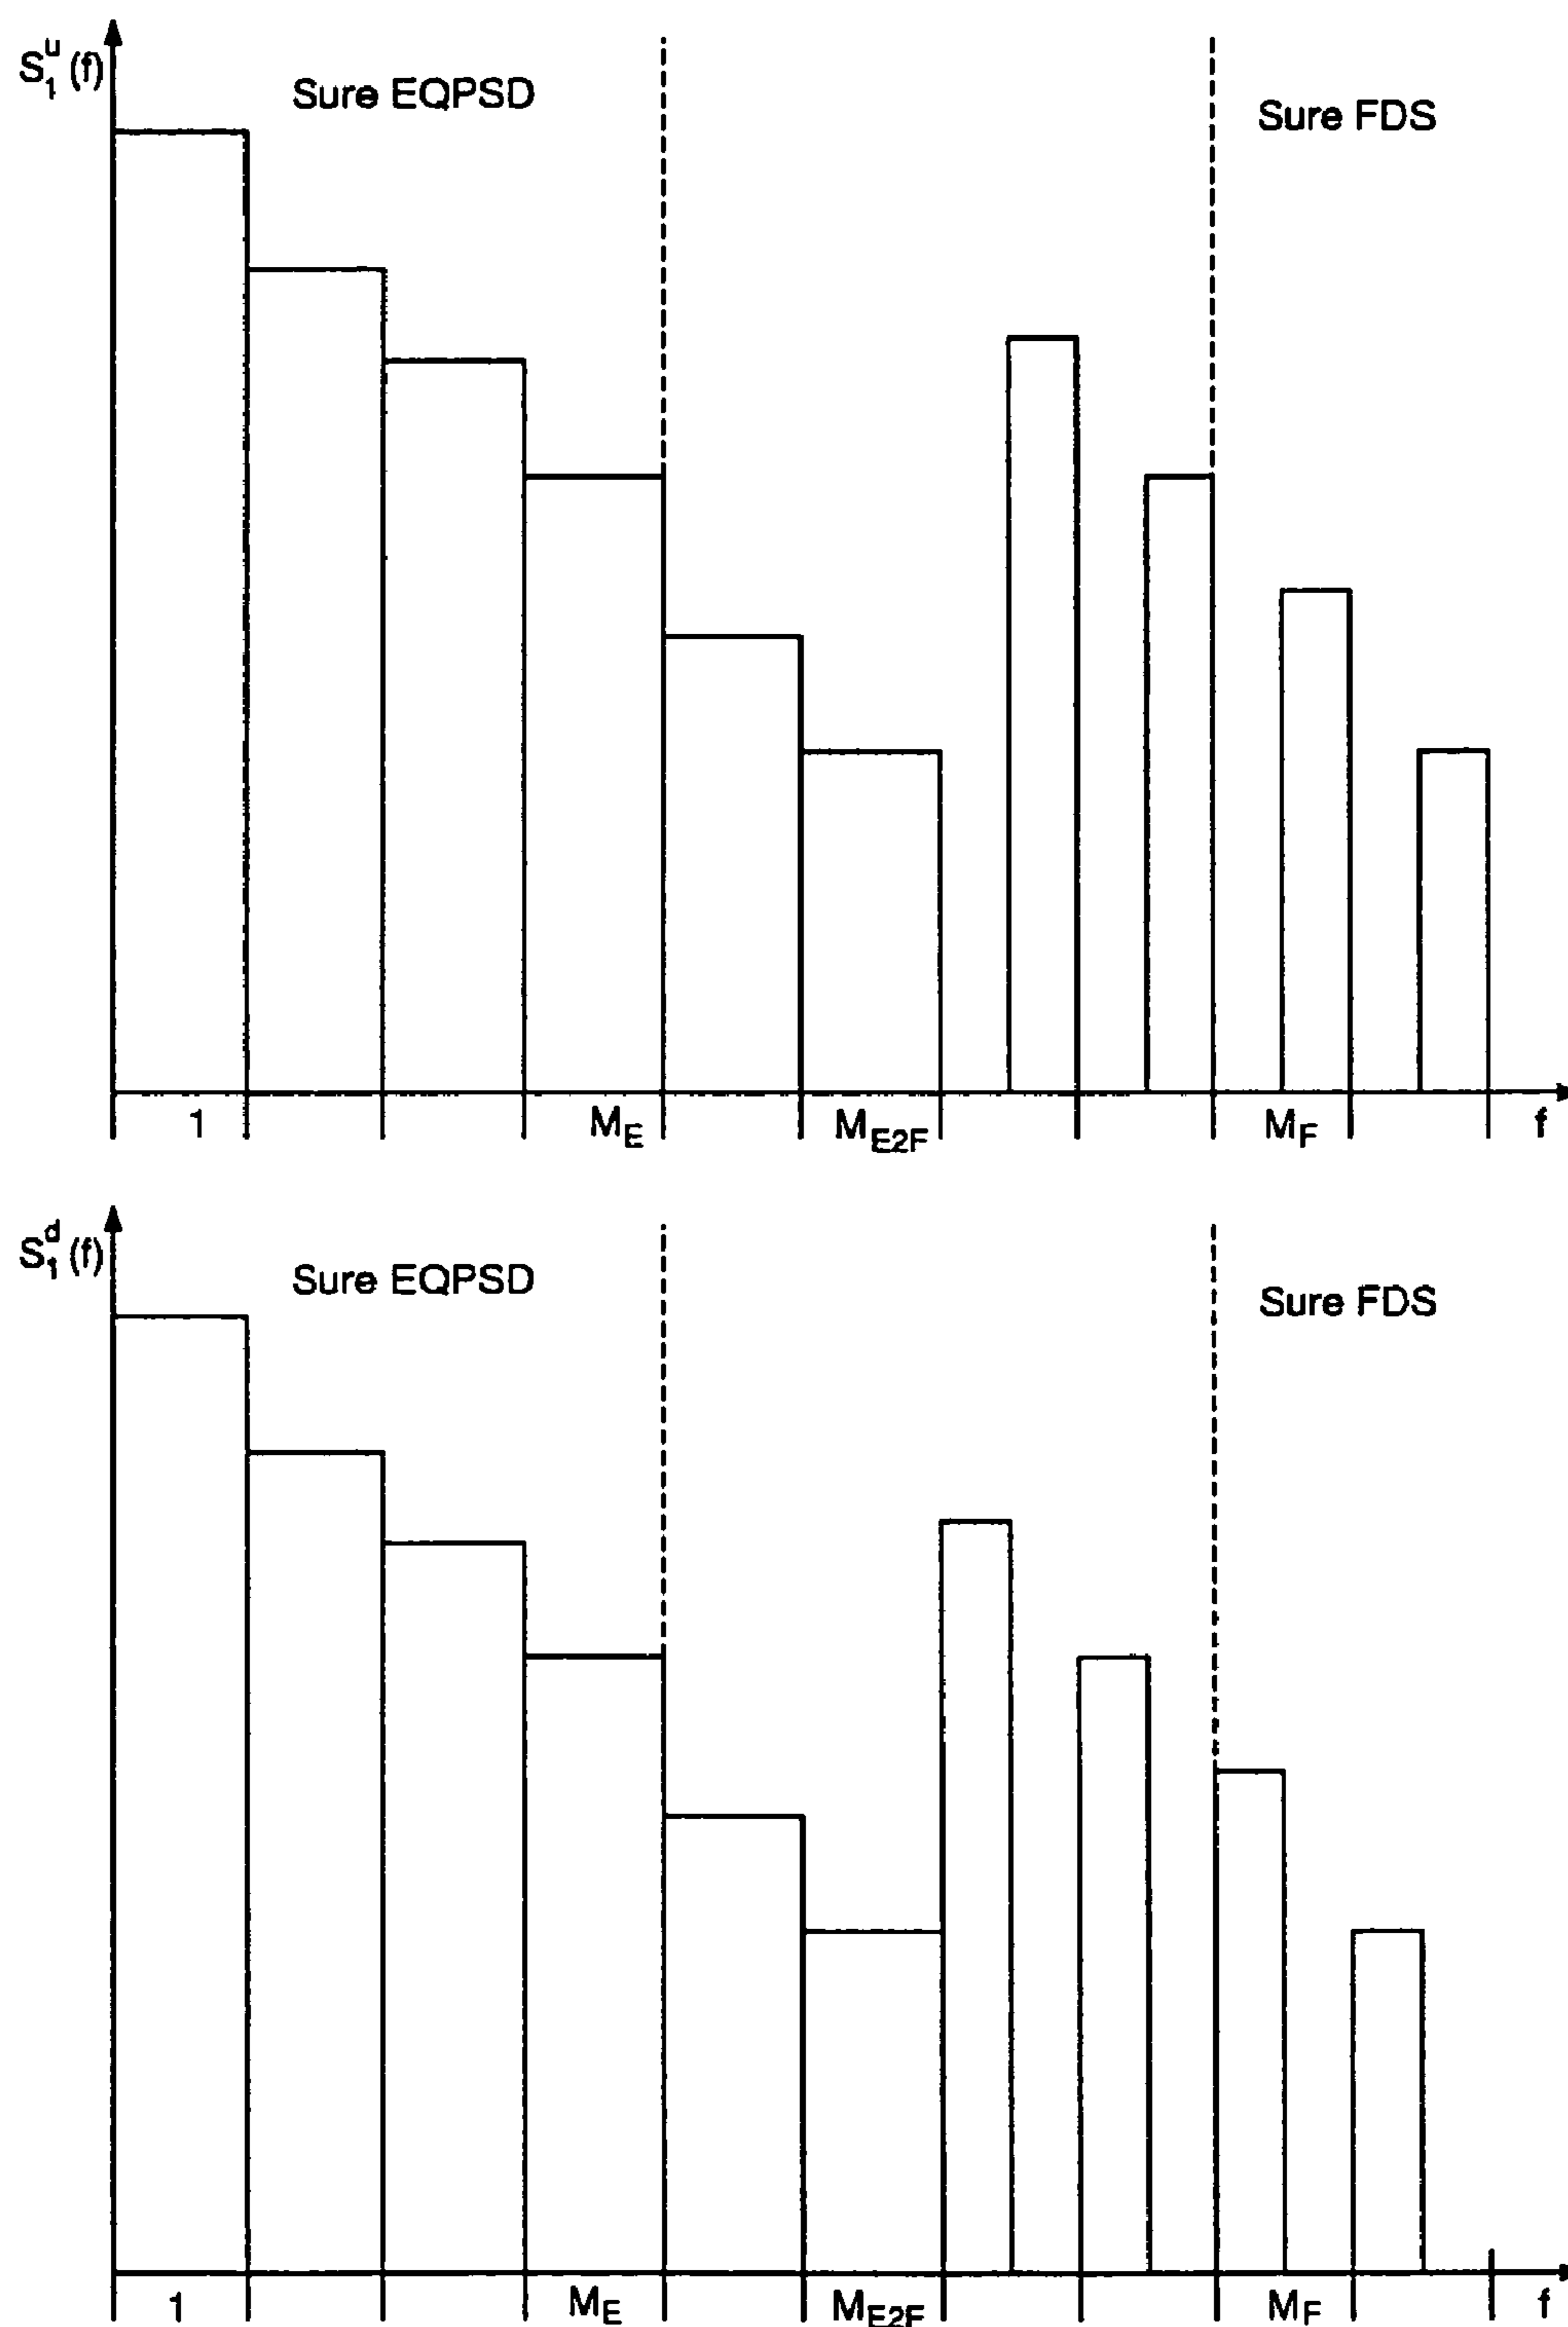 S₁ᵘ (f)
Sure EQPSD
Sure FDS
1 M_E M_E2F M_F f
S₁ᵈ (f)
Sure EQPSD
Sure FDS
1 M_E M_E2F M_F f